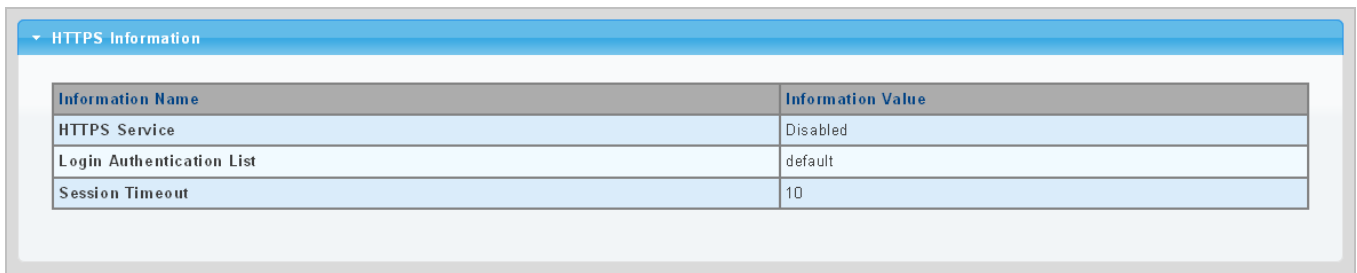 HTTPS Information
Information Name Information Value
HTTPS Service Disabled
Login Authentication List default
Session Timeout 10